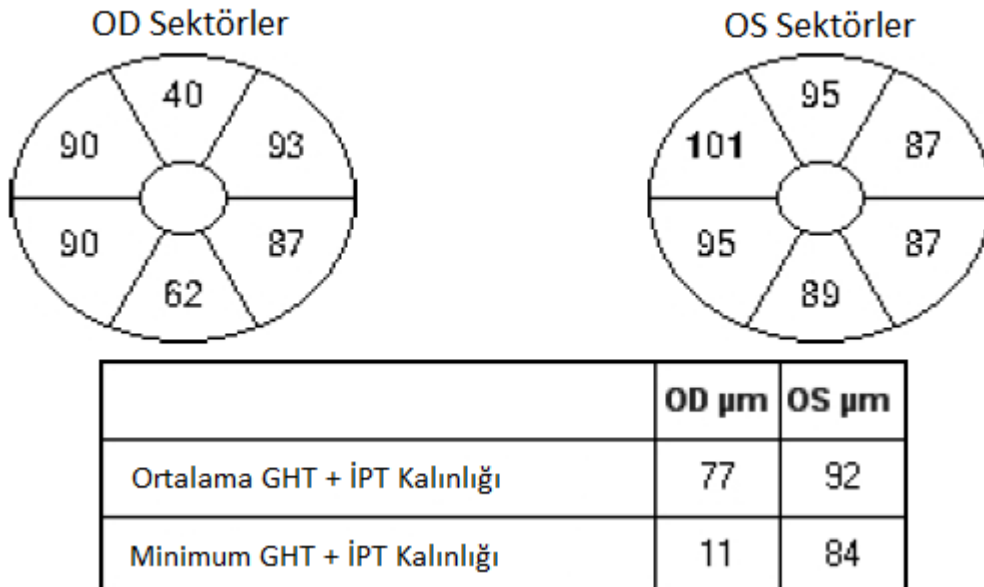 OD Sektörler
40
90
93
90
87
62
OS Sektörler
95
101
87
95
87
89
OD µm OS µm
Ortalama GHT + İPT Kalınlığı 77 92
Minimum GHT + İPT Kalınlığı 11 84